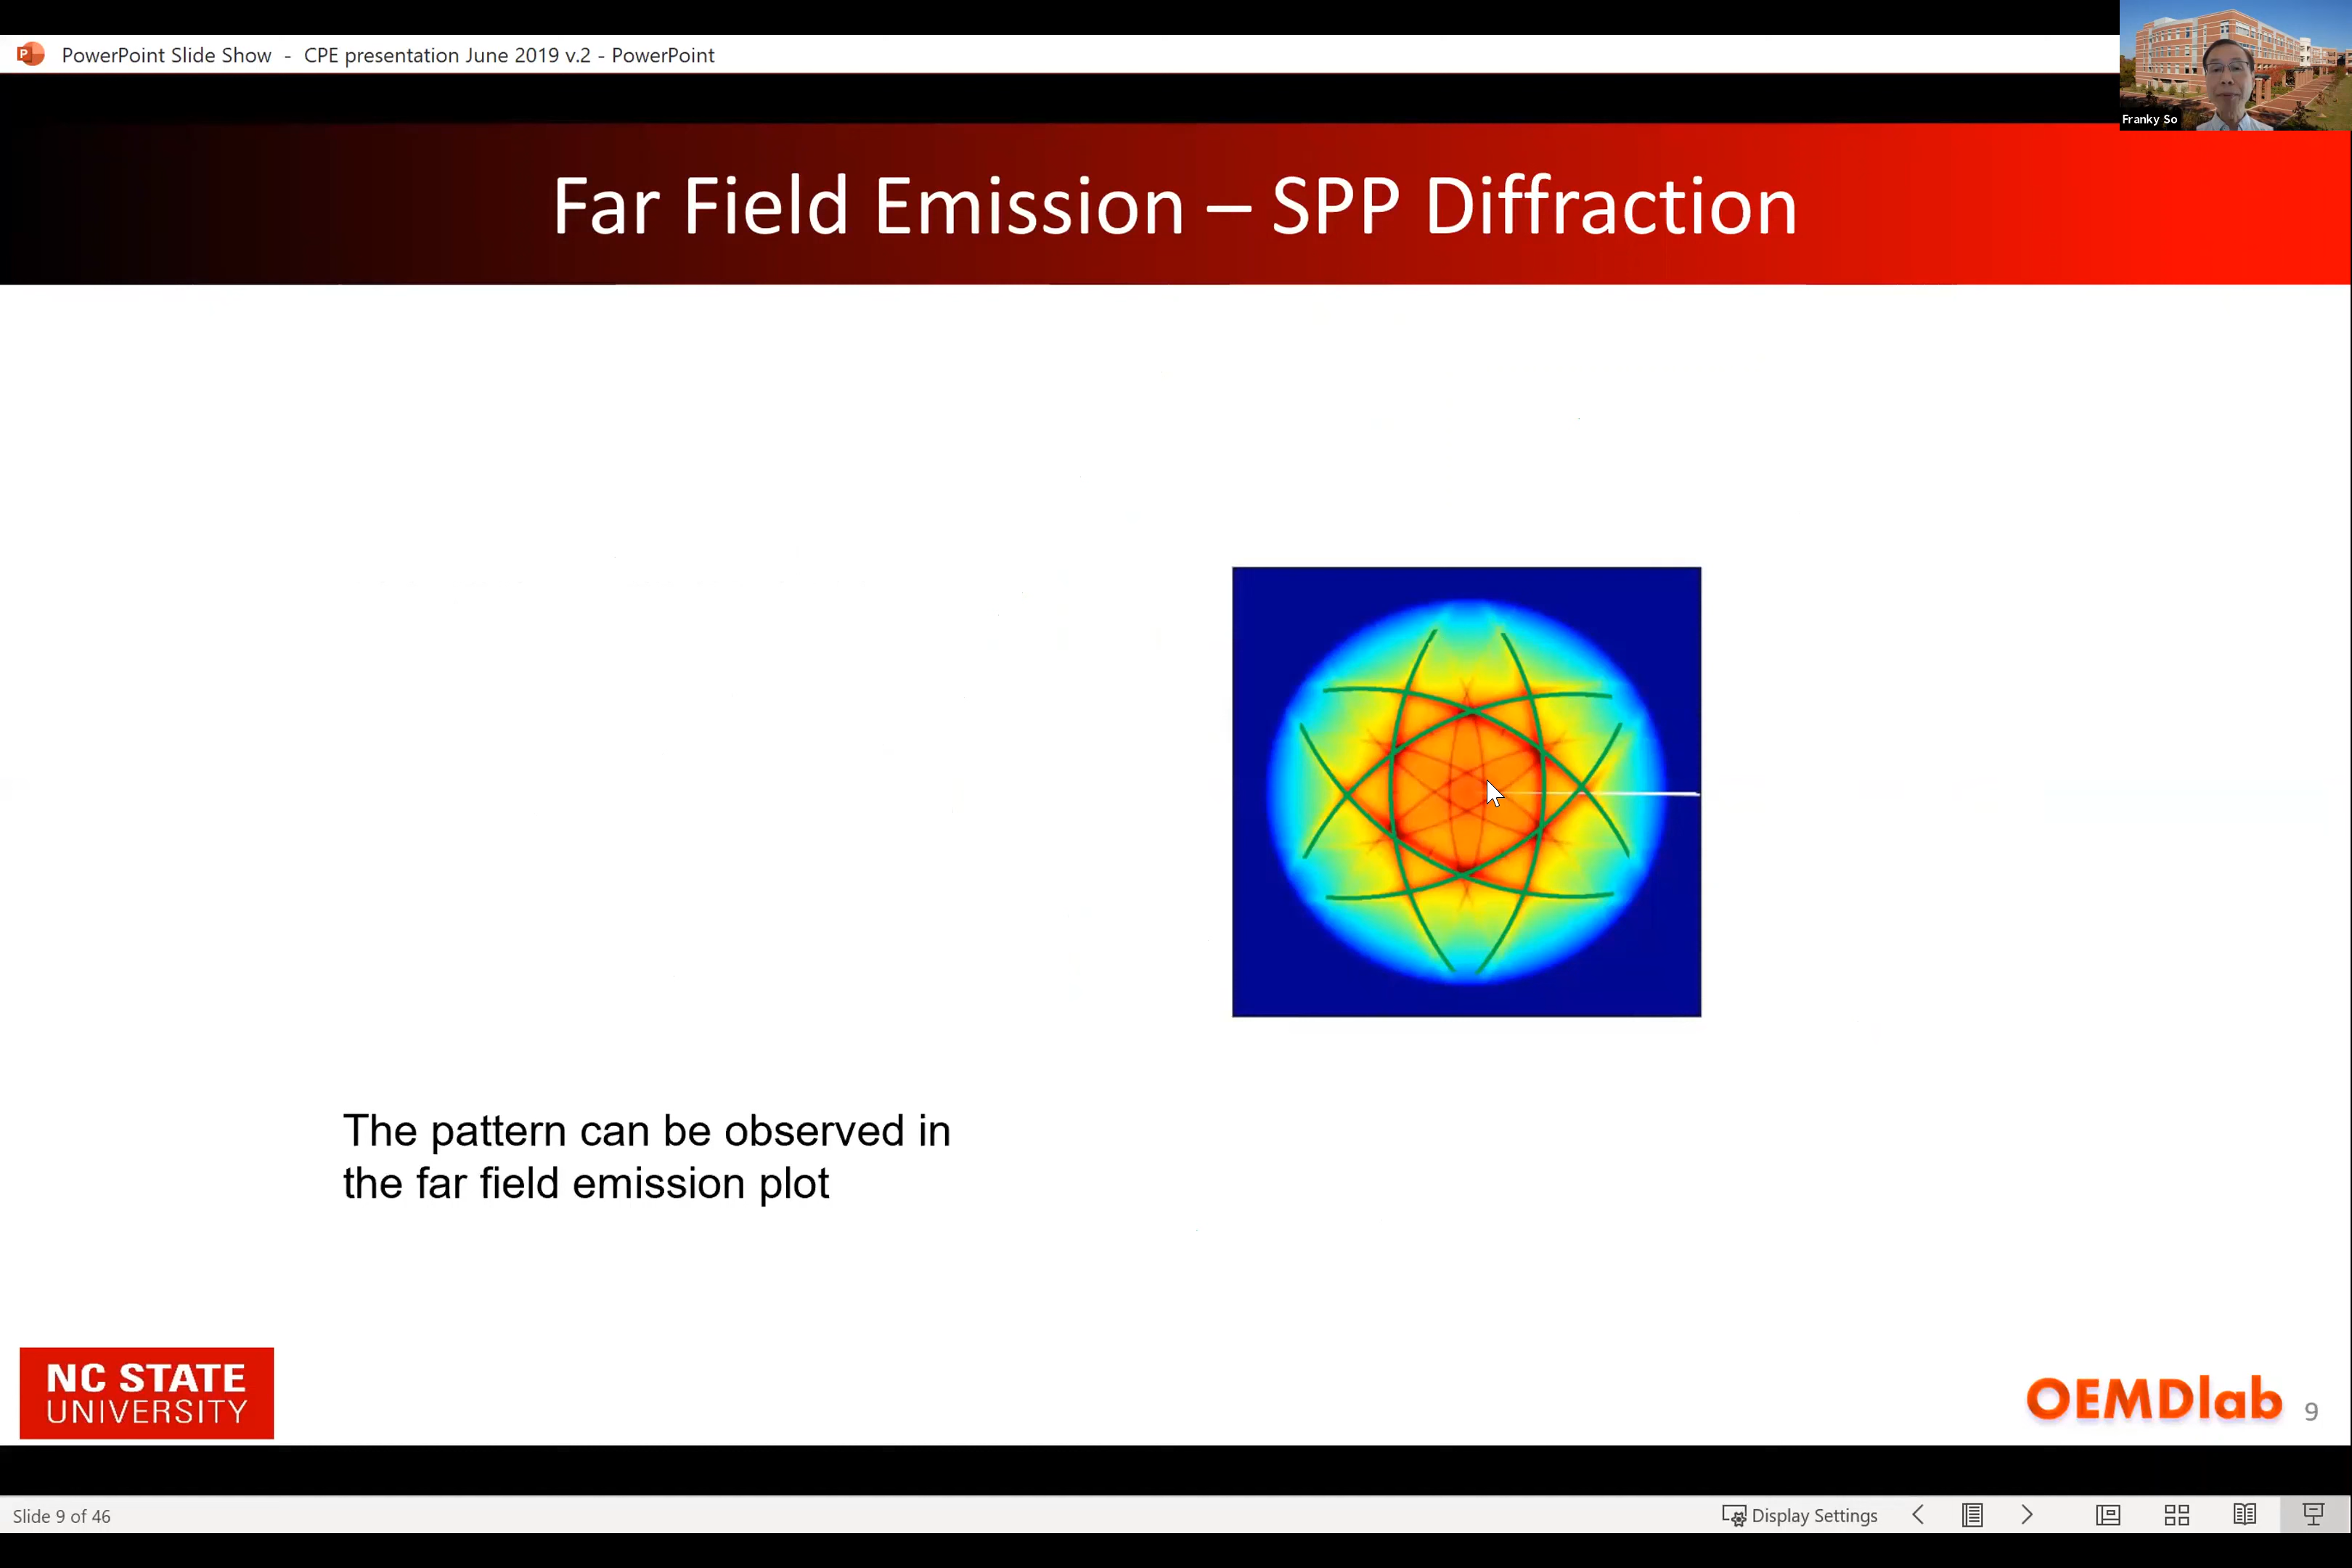 PowerPoint Slide Show - CPE presentation June 2019 v.2 - PowerPoint
Franky So
Far Field Emission – SPP Diffraction
The pattern can be observed in
the far field emission plot
NC STATE
UNIVERSITY
OEMDlab
9
Slide 9 of 46
Display Settings